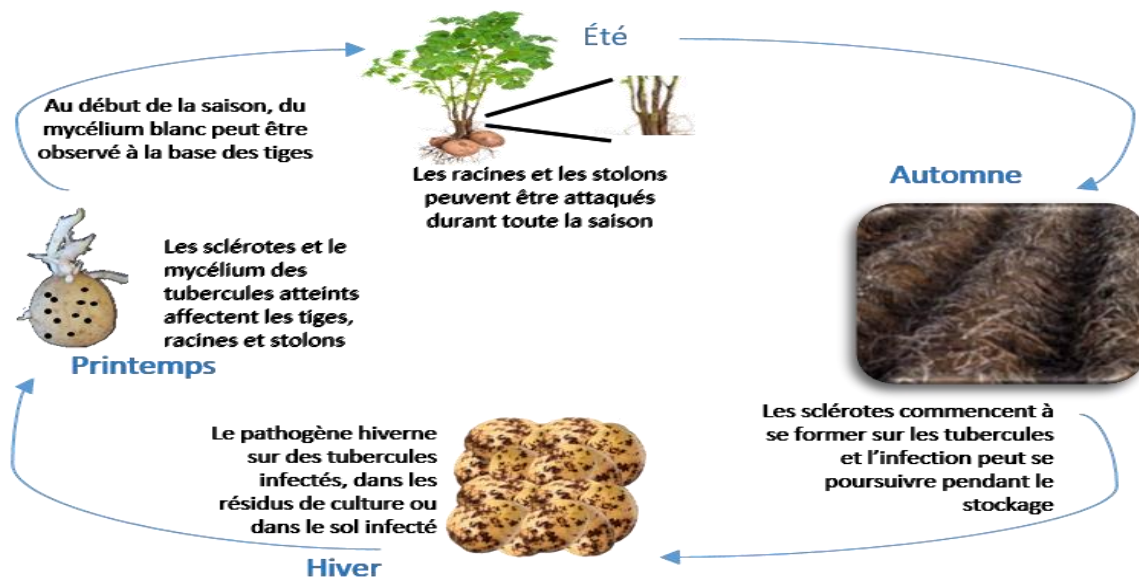 Été
Au début de la saison, du
mycélium blanc peut être
observé à la base des tiges
Les racines et les stolons
peuvent être attaqués
durant toute la saison
Automne
Les sclérotes et le
mycélium des
tubercules atteints
affectent les tiges,
racines et stolons
Printemps
Les sclérotes commencent à
se former sur les tubercules
et l'infection peut se
poursuivre pendant le
stockage
Le pathogène hiverne
sur des tubercules
infectés, dans les
résidus de culture ou
dans le sol infecté
Hiver